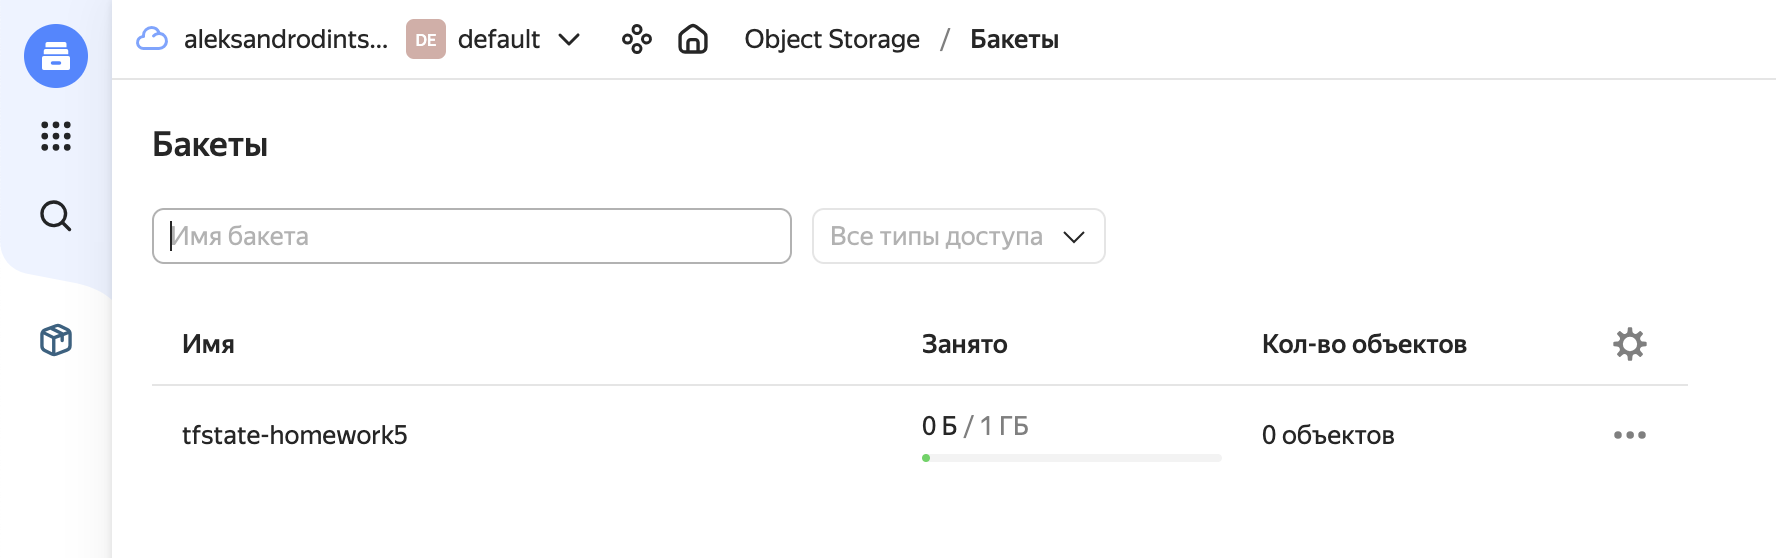 aleksandrodints... DE default Object Storage / Бакеты
Бакеты
Имя бакета Все типы доступа
Имя Занято Кол-во объектов
tfstate-homework5 0 Б / 1 ГБ 0 объектов